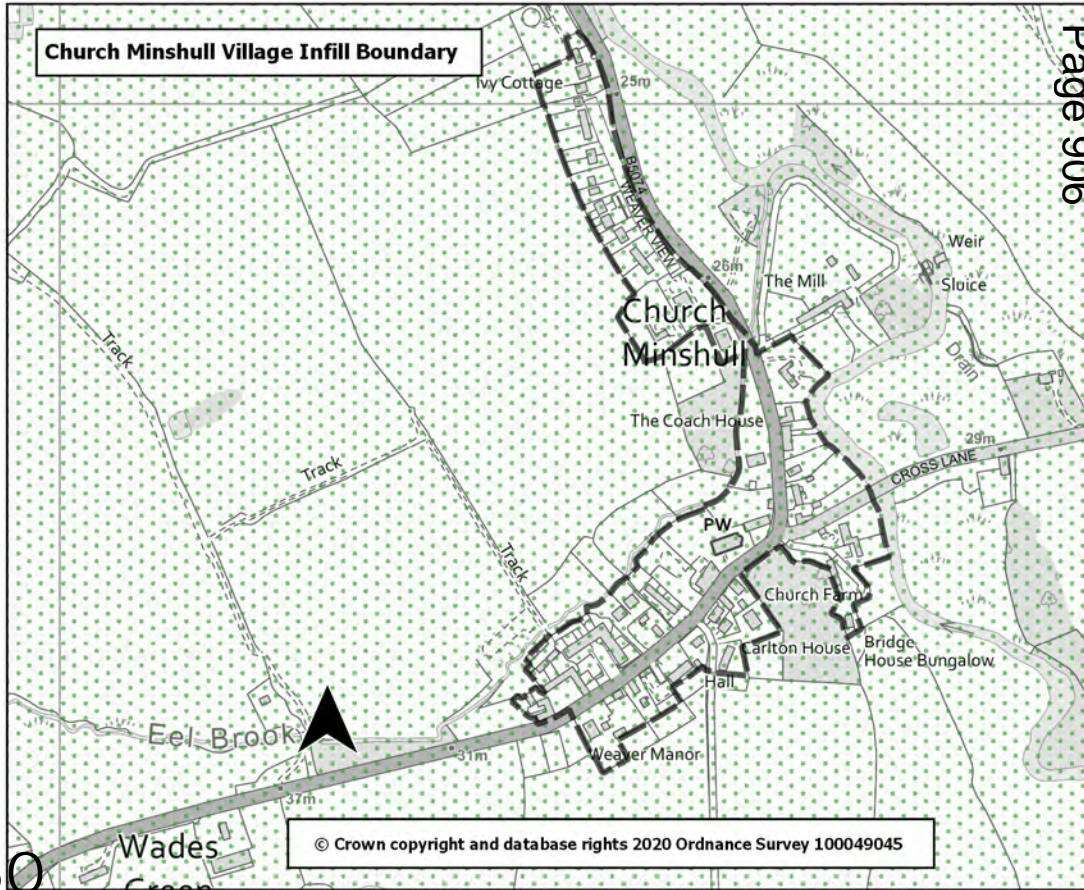 Church Minshull Village Infill Boundary
Page 906
Ivy Cottage
25m
B5074
WEAVER VIEW
26m
Weir
The Mill
Sluice
Church
Minshull
Drain
Track
The Coach House
29m
CROSS LANE
Track
PW
Track
Church Farm
Carlton House
Bridge
House Bungalow
Hall
Eel Brook
31m
Weaver Manor
37m
Wades
Green
© Crown copyright and database rights 2020 Ordnance Survey 100049045